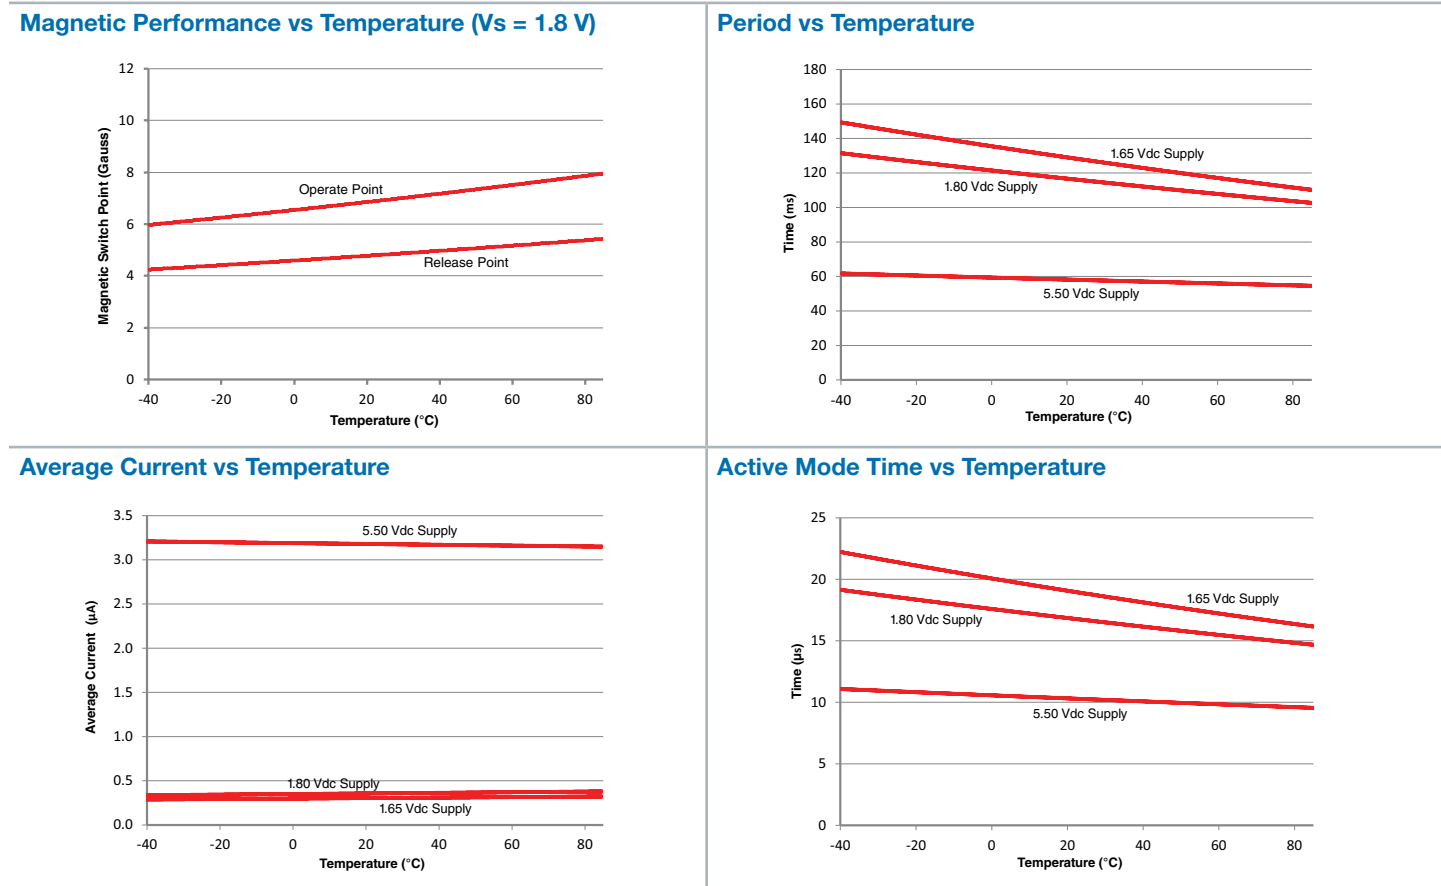 Magnetic Performance vs Temperature (Vs = 1.8 V)
12
10
8
6
4
2
0
Magnetic Switch Point (Gauss)
Operate Point
Release Point
-40
-20
0
20
40
60
80
Temperature (°C)
Period vs Temperature
180
160
140
120
100
80
60
40
20
0
Time (ms)
1.65 Vdc Supply
1.80 Vdc Supply
5.50 Vdc Supply
-40
-20
0
20
40
60
80
Temperature (°C)
Average Current vs Temperature
3.5
3.0
2.5
2.0
1.5
1.0
0.5
0.0
Average Current (µA)
5.50 Vdc Supply
1.80 Vdc Supply
1.65 Vdc Supply
-40
-20
0
20
40
60
80
Temperature (°C)
Active Mode Time vs Temperature
25
20
15
10
5
0
Time (µs)
1.65 Vdc Supply
1.80 Vdc Supply
5.50 Vdc Supply
-40
-20
0
20
40
60
80
Temperature (°C)